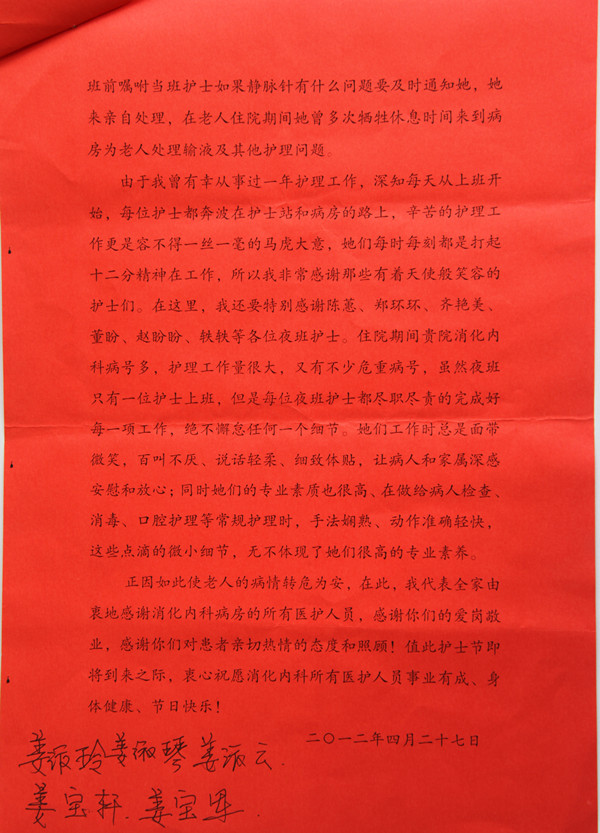 班前嘱咐当班护士如果静脉针有什么问题要及时通知她，她
来亲自处理，在老人住院期间她曾多次牺牲休息时间来到病
房为老人处理输液及其他护理问题。
由于我曾有幸从事过一年护理工作，深知每天从上班开
始，每位护士都奔波在护士站和病房的路上，辛苦的护理工
作更是容不得一丝一毫的马虎大意，她们每时每刻都是打起
十二分精神在工作，所以我非常感谢那些有着天使般笑容的
护士们。在这里，我还要特别感谢陈蕙、郑环环、齐艳美、
董盼、赵盼盼、轶轶等各位夜班护士。住院期间贵院消化内
科病号多，护理工作量很大，又有不少危重病号，虽然夜班
只有一位护士上班，但是每位夜班护士都尽职尽责的完成好
每一项工作，绝不懈怠任何一个细节。她们工作时总是面带
微笑，百叫不厌、说话轻柔、细致体贴，让病人和家属深感
安慰和放心；同时她们的专业素质也很高、在做给病人检查、
消毒、口腔护理等常规护理时，手法娴熟、动作准确轻快，
这些点滴的微小细节，无不体现了她们很高的专业素养。
正因如此使老人的病情转危为安，在此，我代表全家由
衷地感谢消化内科病房的所有医护人员，感谢你们的爱岗敬
业，感谢你们对患者亲切热情的态度和照顾！值此护士节即
将到来之际，衷心祝愿消化内科所有医护人员事业有成、身
体健康、节日快乐！
二〇一二年四月二十七日
姜淑玲 姜淑琴 姜淑云.
姜宝轩. 姜宝